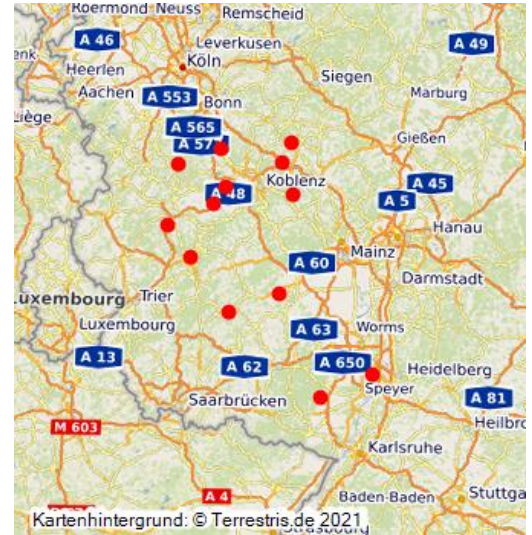 Roermond Neuss
Remscheid
A 46
Leverkusen
A 49
Heerlen
Köln
Siegen
Aachen
A 553
Marburg
Liège
Bonn
A 565
Gießen
A 57
Koblenz
A 45
A 48
A 5
Hanau
Mainz
A 60
Darmstadt
Trier
Luxembourg
Luxembourg
A 63
Worms
A 13
A 62
A 650
Heidelberg
Saarbrücken
Speyer
A 81
M 603
Heilbro
Karlsruhe
A 4
Baden-Baden
Stuttga
Kartenhintergrund: © Terrestris.de 2021